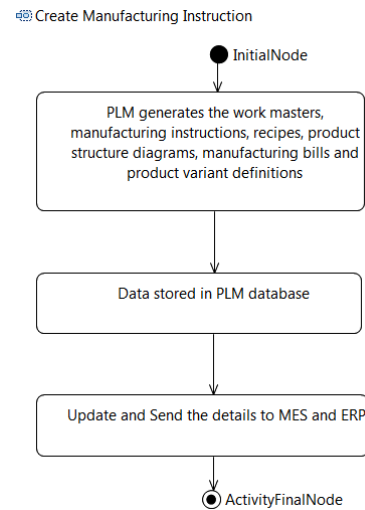 Create Manufacturing Instruction
InitialNode
PLM generates the work masters,
manufacturing instructions, recipes, product
structure diagrams, manufacturing bills and
product variant definitions
Data stored in PLM database
Update and Send the details to MES and ERP
ActivityFinalNode